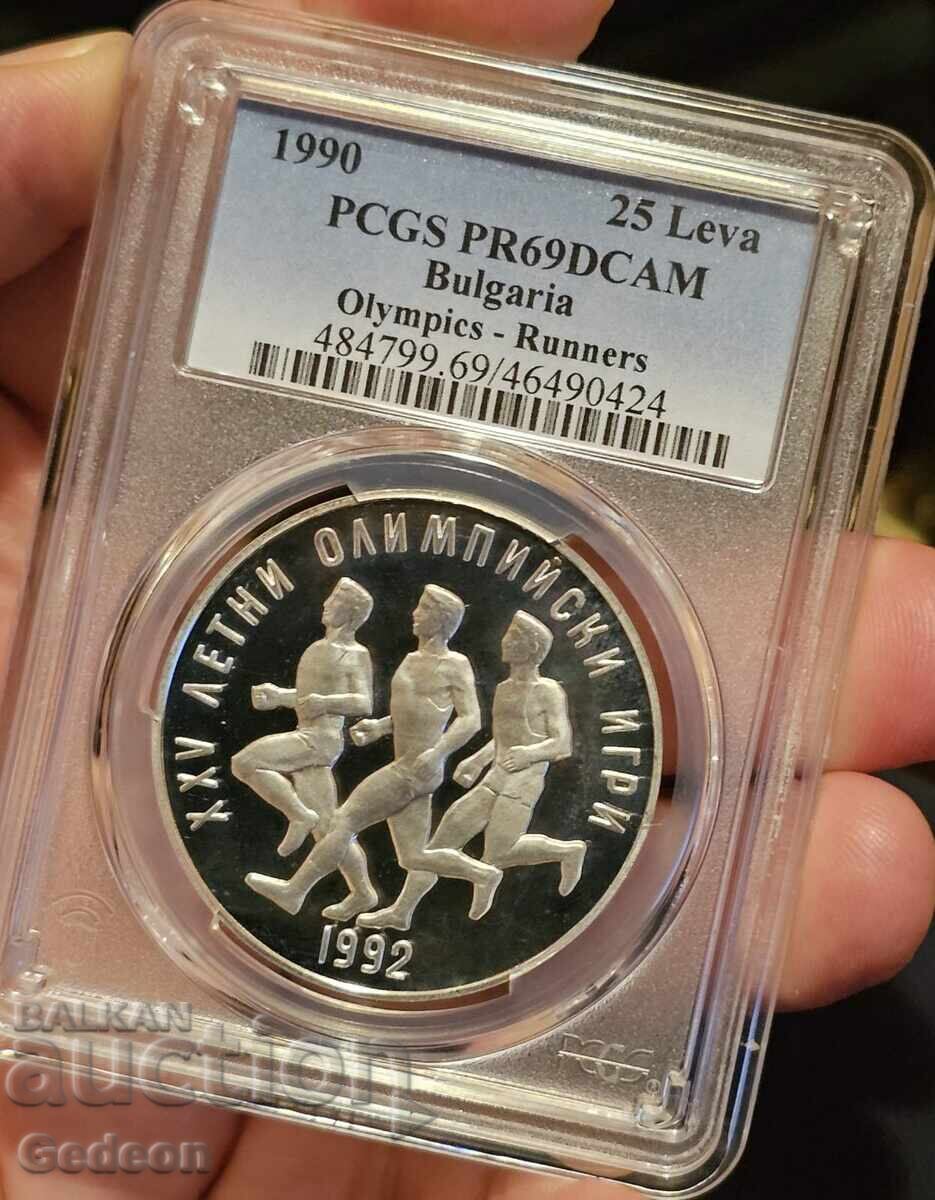 1990
25 Leva
PCGS PR69DCAM
Bulgaria
Olympics - Runners
484799.69/46490424
XXV ЛЕТНИ ОЛИМПИЙСКИ ИГРИ
1992
PCGS
BALKAN
auction
Gedeon